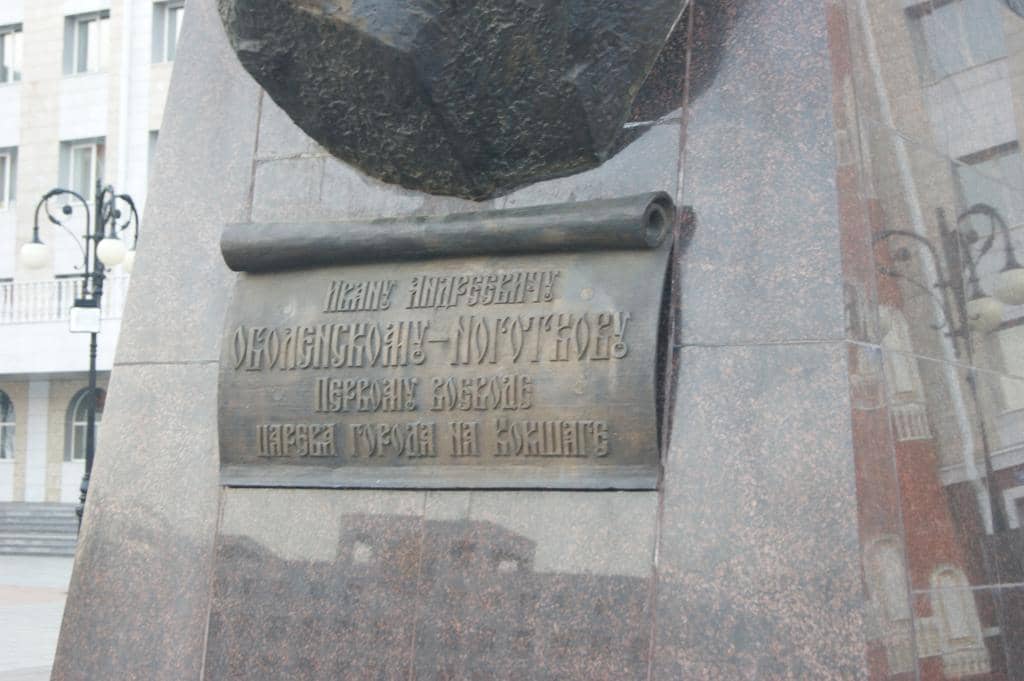 Ивану Андреевичу
Оболенскому-Ноготкову
первому воеводе
Царева города на Кокшаге